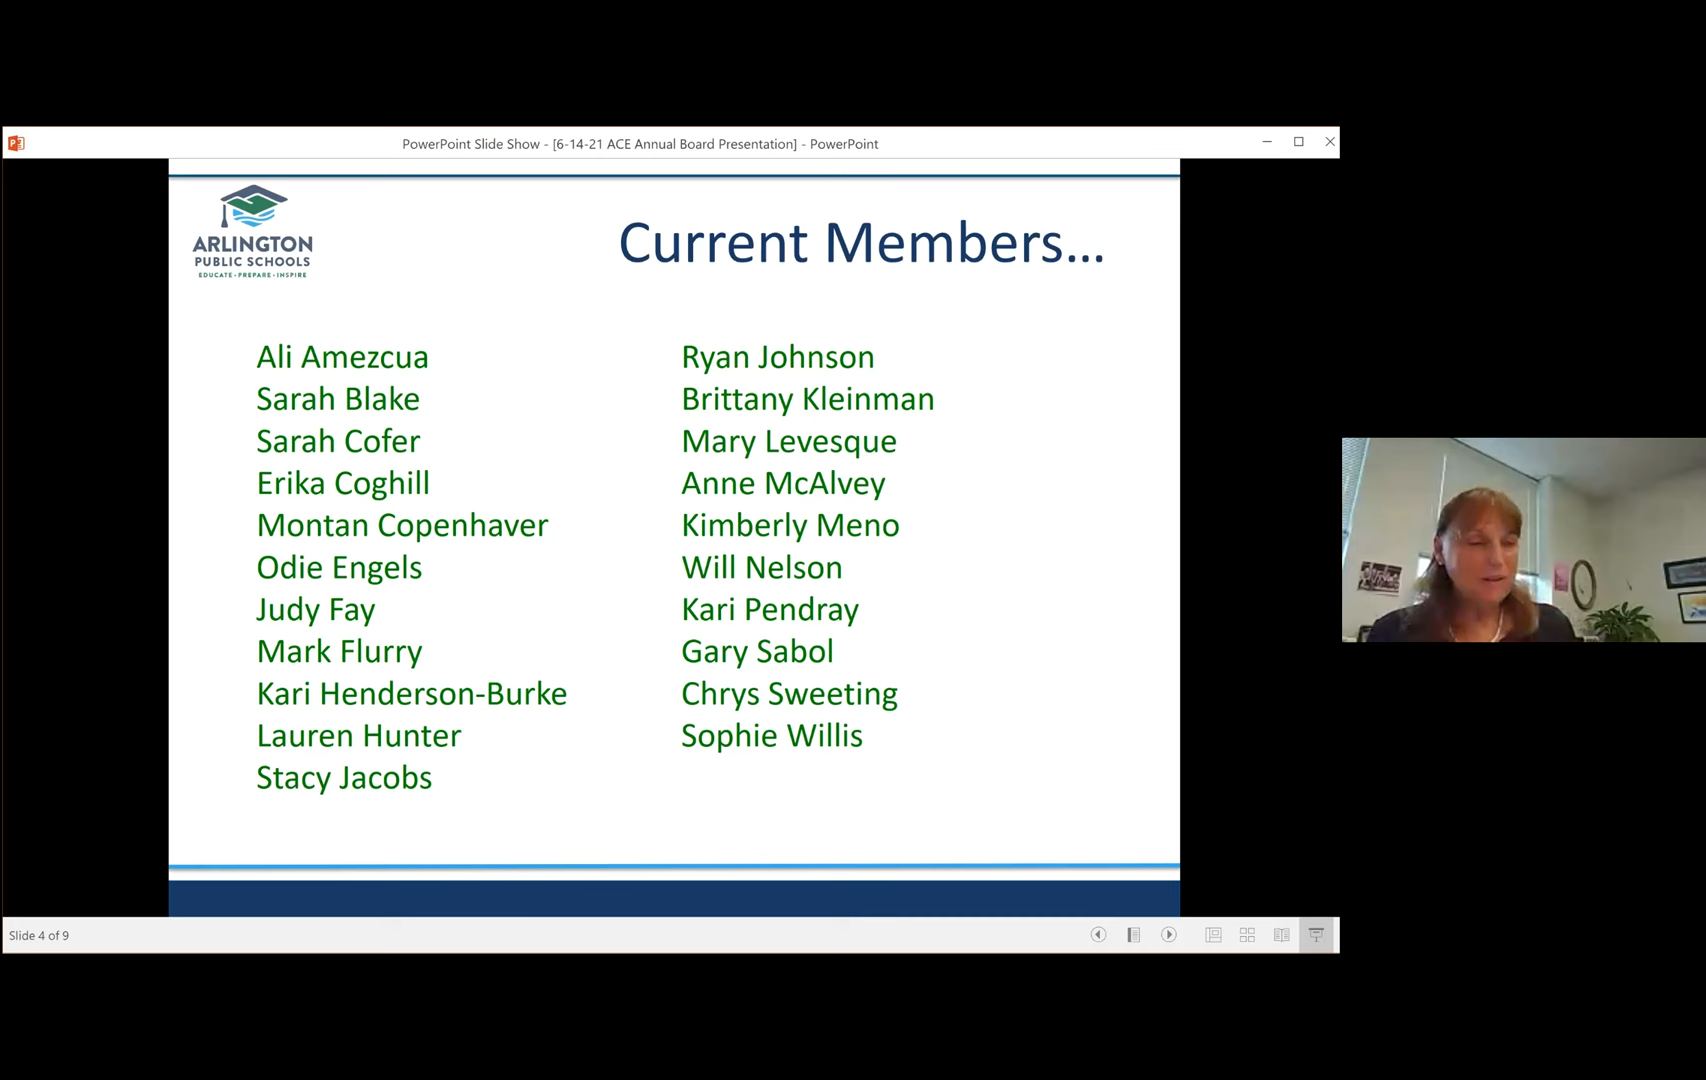 PowerPoint Slide Show - [6-14-21 ACE Annual Board Presentation] - PowerPoint
ARLINGTON
PUBLIC SCHOOLS
EDUCATE • PREPARE • INSPIRE
Current Members...
Ali Amezcua
Sarah Blake
Sarah Cofer
Erika Coghill
Montan Copenhaver
Odie Engels
Judy Fay
Mark Flurry
Kari Henderson-Burke
Lauren Hunter
Stacy Jacobs
Ryan Johnson
Brittany Kleinman
Mary Levesque
Anne McAlvey
Kimberly Meno
Will Nelson
Kari Pendray
Gary Sabol
Chrys Sweeting
Sophie Willis
Slide 4 of 9